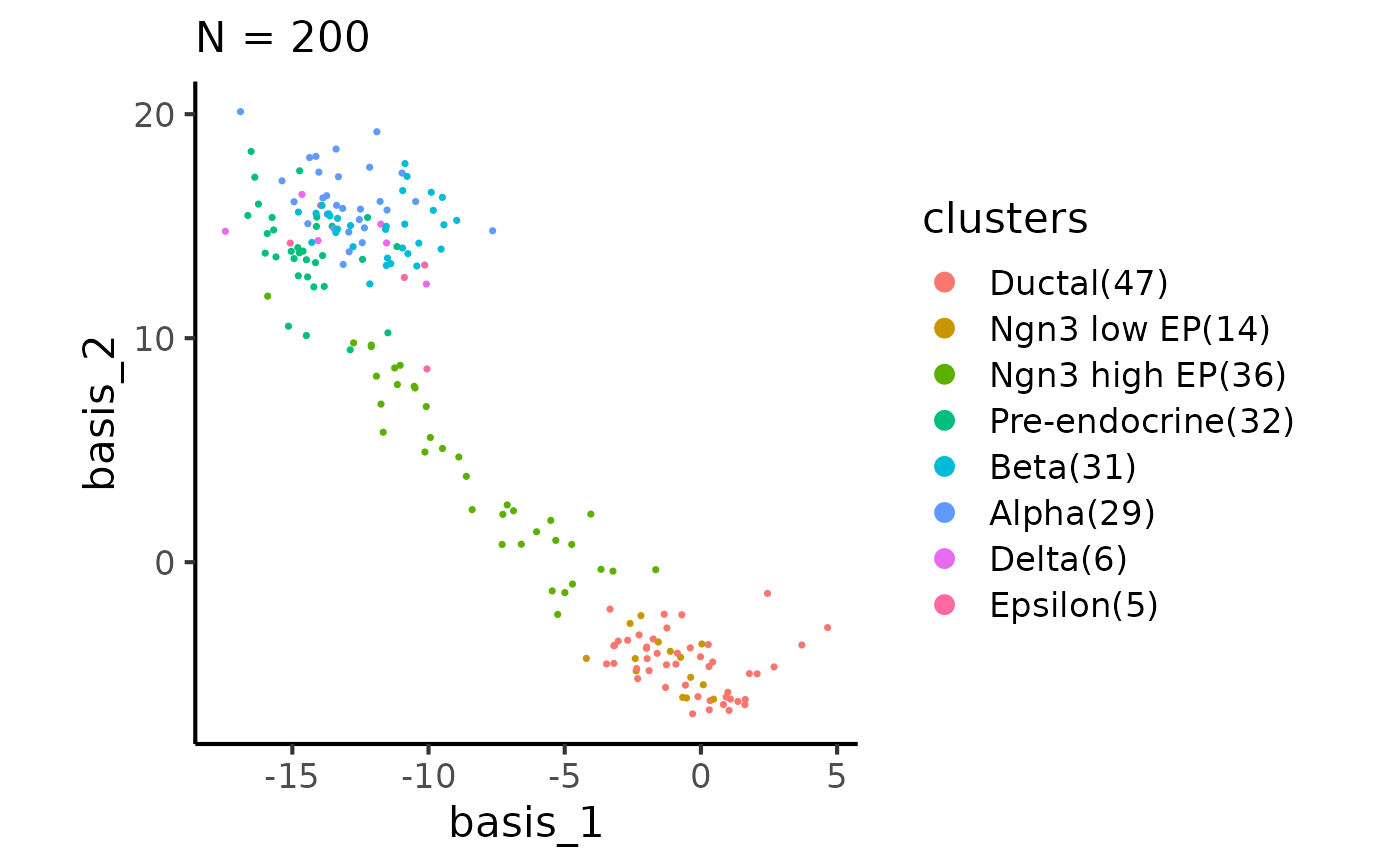 N = 200
20
10
0
basis_2
-15
-10
-5
0
5
basis_1
clusters
Ductal(47)
Ngn3 low EP(14)
Ngn3 high EP(36)
Pre-endocrine(32)
Beta(31)
Alpha(29)
Delta(6)
Epsilon(5)